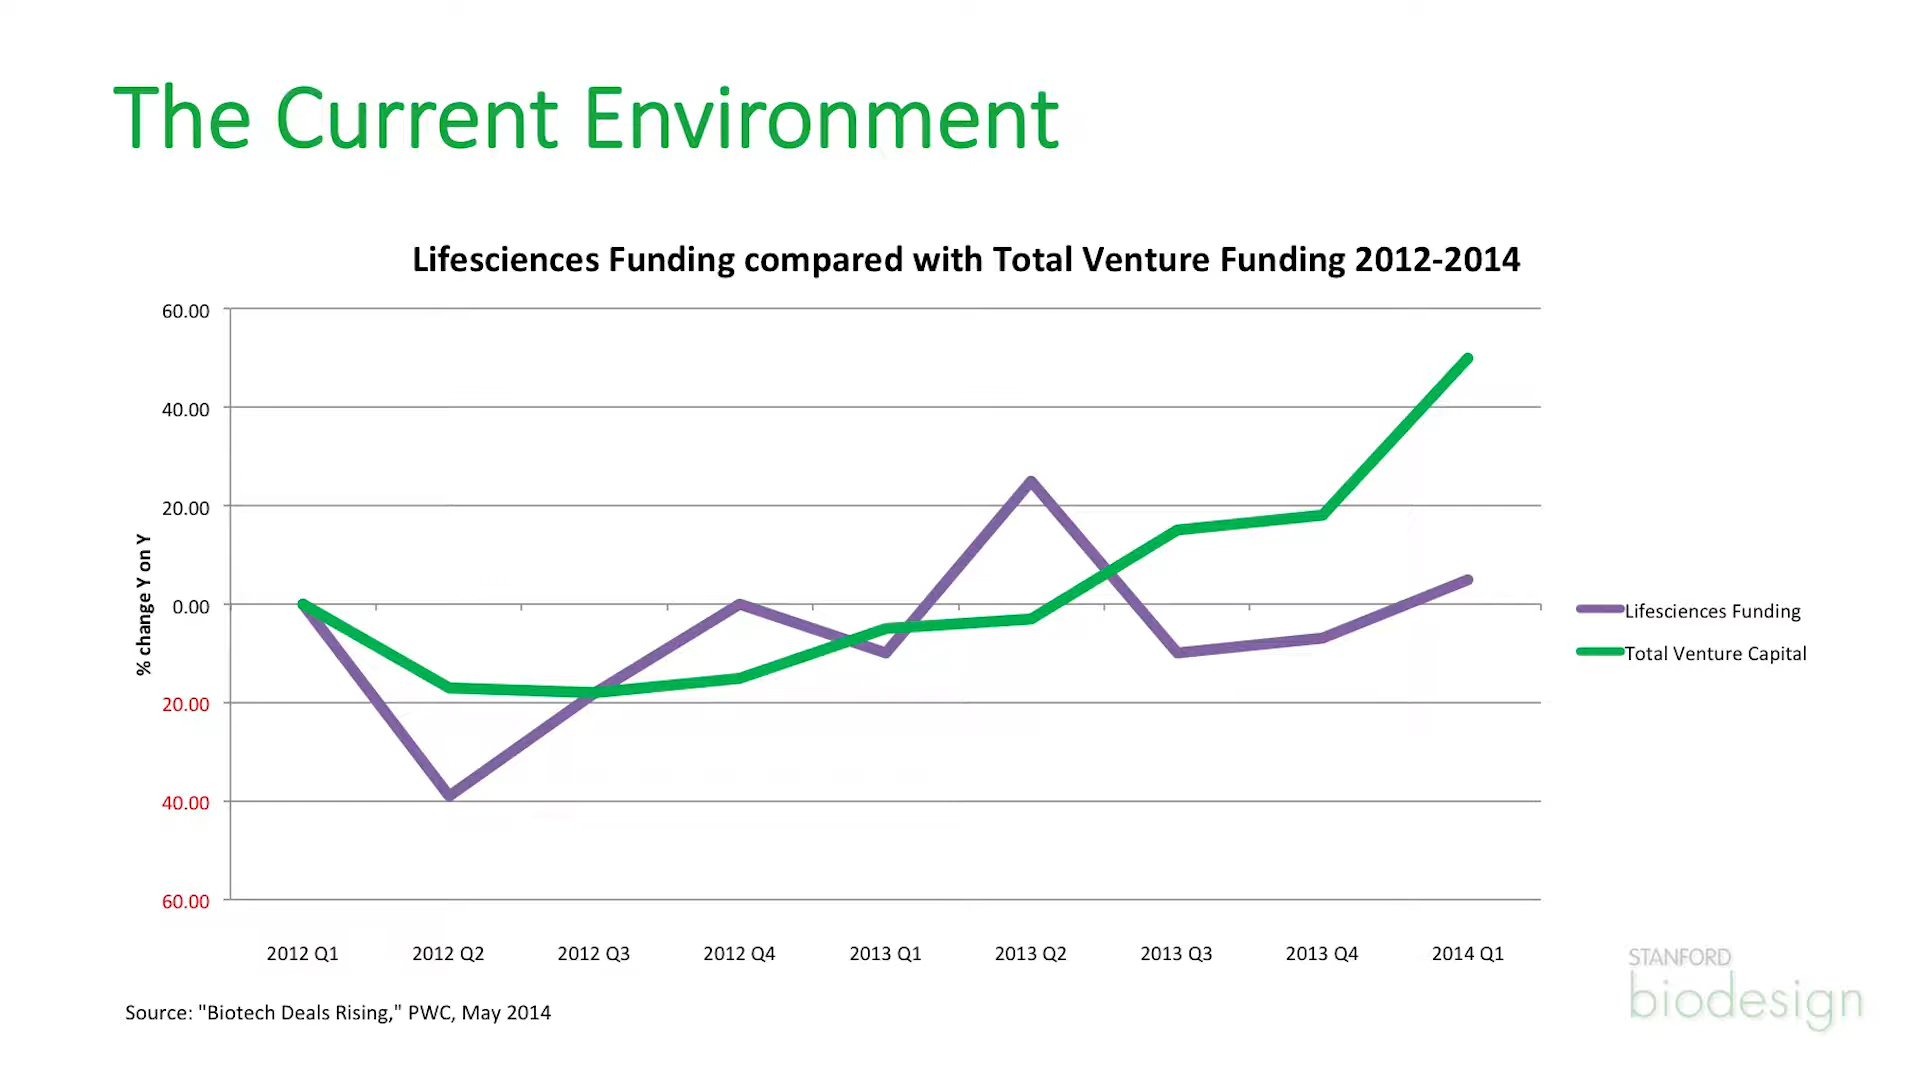 The Current Environment
Lifesciences Funding compared with Total Venture Funding 2012-2014
60.00
40.00
20.00
0.00
20.00
40.00
60.00
% change Y on Y
2012 Q1 2012 Q2 2012 Q3 2012 Q4 2013 Q1 2013 Q2 2013 Q3 2013 Q4 2014 Q1
Lifesciences Funding
Total Venture Capital
Source: "Biotech Deals Rising," PWC, May 2014
STANFORD
biodesign